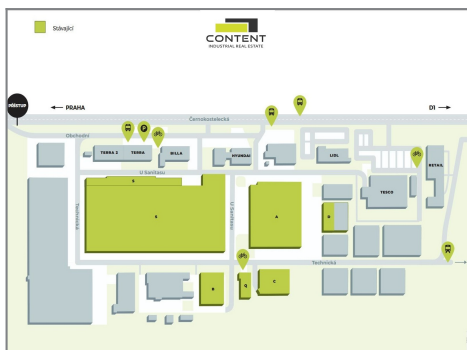 Stávající
CONTENT
INDUSTRIAL REAL ESTATE
PRAHA
D1
Černokostelecká
Obchodní
TERRA 2
TERRA
BILLA
HYUNDAI
LIDL
RETAIL
TESCO
U Sanitasu
Technická
U Sanitasu
A
C
Technická
P